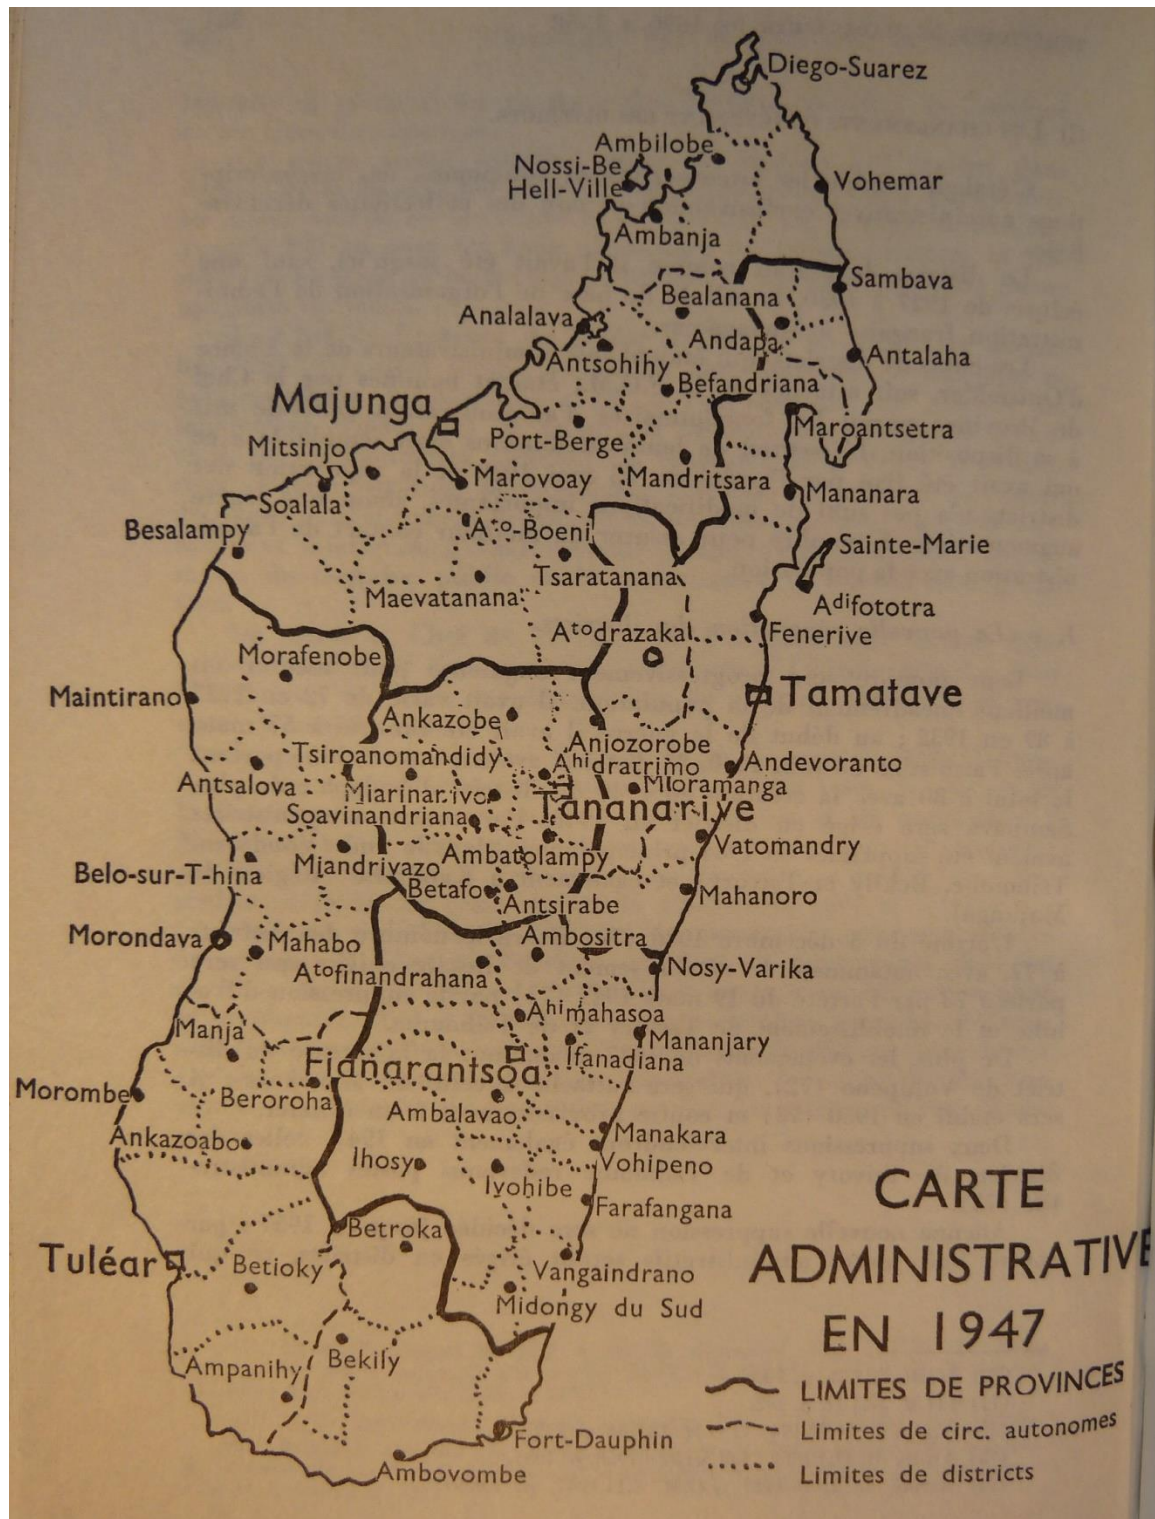 Diego-Suarez
Ambilobe
Nossi-Be
Hell-Ville
Vohemar
Ambanja
Sambava
Bealanana
Analalava
Andapa
Antalaha
Antsohihy
Befandriana
Majunga
Maroantsetra
Port-Berge
Mitsinjo
Marovoay
Mandritsara
Mananara
Soalala
Besalampy
Aᵗᵒ-Boeni
Sainte-Marie
Tsaratanana
Maevatanana
Aᵈⁱfototra
Aᵗᵒdrazaka
Fenerive
Morafenobe
Maintirano
Tamatave
Ankazobe
Anjozorobe
Tsiroanomandidy
Aʰⁱdratrimo
Andevoranto
Antsalova
Miarinarivo
Moramanga
Soavinandriana
Tananarive
Vatomandry
Miandrivazo
Ambatolampy
Belo-sur-T-hina
Betafo
Antsirabe
Mahanoro
Morondava
Mahabo
Ambositra
Aᵗᵒfinandrahana
Nosy-Varika
Aʰⁱmahasoa
Manja
Mananjary
Ifanadiana
Fianarantsoa
Morombe
Beroroha
Ambalavao
Ankazoabo
Manakara
Ihosy
Vohipeno
Ivohibe
Farafangana
Betroka
Tuléar
Betioky
Vangaindrano
Midongy du Sud
Ampanihy
Bekily
Fort-Dauphin
Ambovombe
CARTE
ADMINISTRATIVE
EN 1947
LIMITES DE PROVINCES
Limites de circ. autonomes
Limites de districts